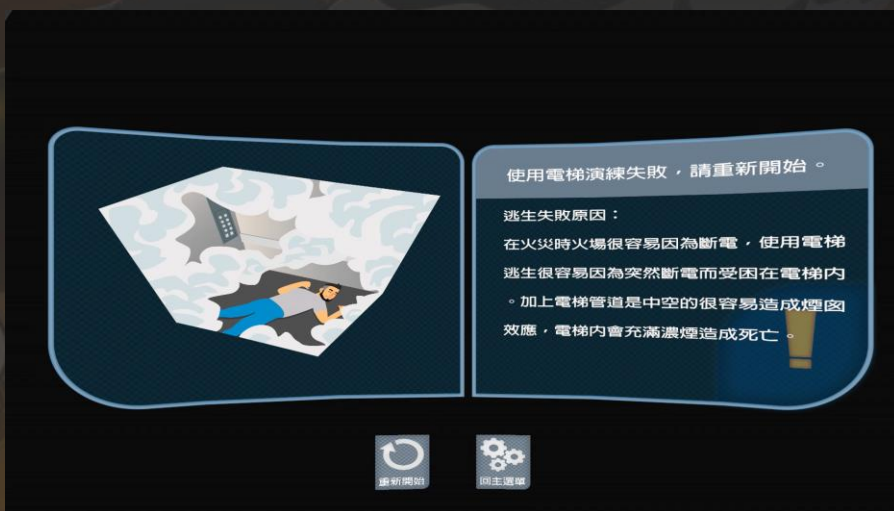 使用電梯演練失敗，請重新開始。
逃生失敗原因：
在火災時火場很容易因為斷電，使用電梯
逃生很容易因為突然斷電而受困在電梯內
。加上電梯管道是中空的很容易造成煙囪
效應，電梯內會充滿濃煙造成死亡。
重新開始
回主選單